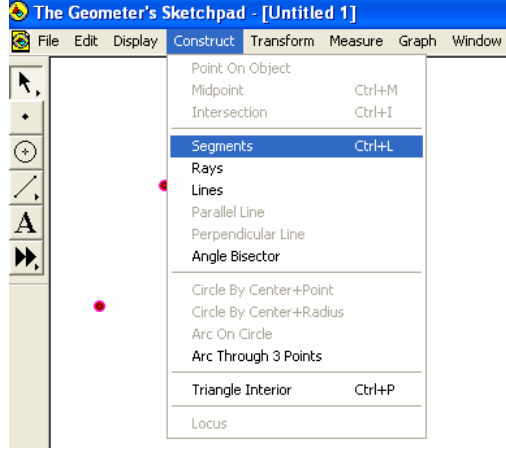 The Geometer's Sketchpad - [Untitled 1]
File Edit Display Construct Transform Measure Graph Window
Point On Object
Midpoint Ctrl+M
Intersection Ctrl+I
Segments Ctrl+L
Rays
Lines
Parallel Line
Perpendicular Line
Angle Bisector
Circle By Center+Point
Circle By Center+Radius
Arc On Circle
Arc Through 3 Points
Triangle Interior Ctrl+P
Locus
A